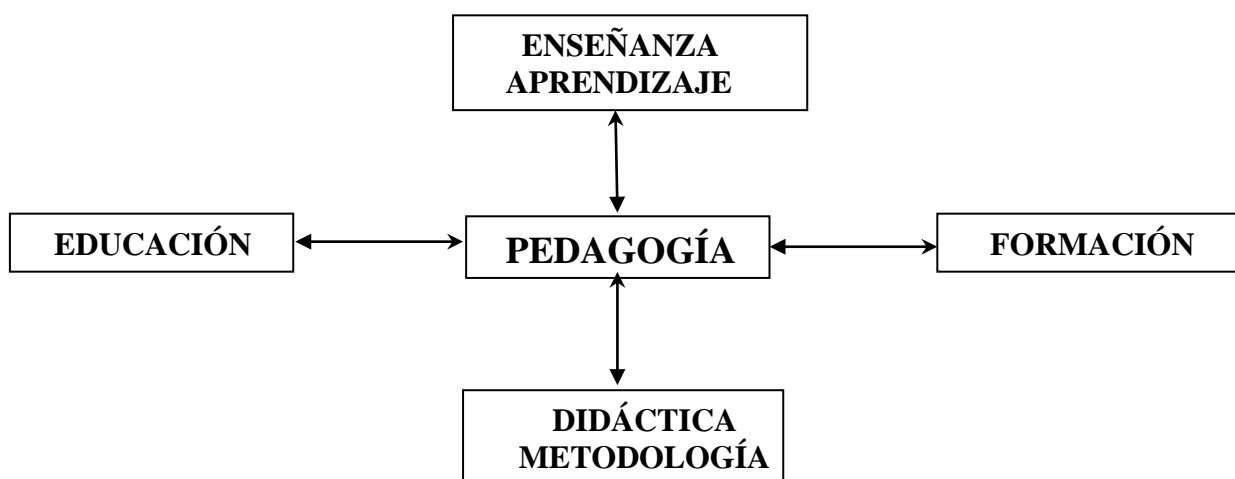 ENSEÑANZA
APRENDIZAJE
EDUCACIÓN
PEDAGOGÍA
FORMACIÓN
DIDÁCTICA
METODOLOGÍA